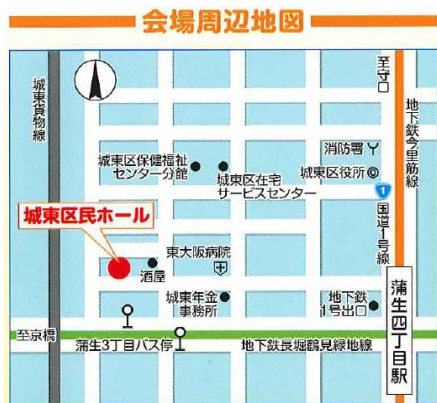 会場周辺地図
城東貨物線
至守口
地下鉄今里筋線
消防署
城東区保健福祉
センター分館
城東区役所
城東区在宅
サービスセンター
1
国道1号線
城東区民ホール
東大阪病院
酒屋
城東年金
事務所
地下鉄
1号出口
蒲生四丁目駅
至京橋
蒲生3丁目バス停
地下鉄長堀鶴見緑地線